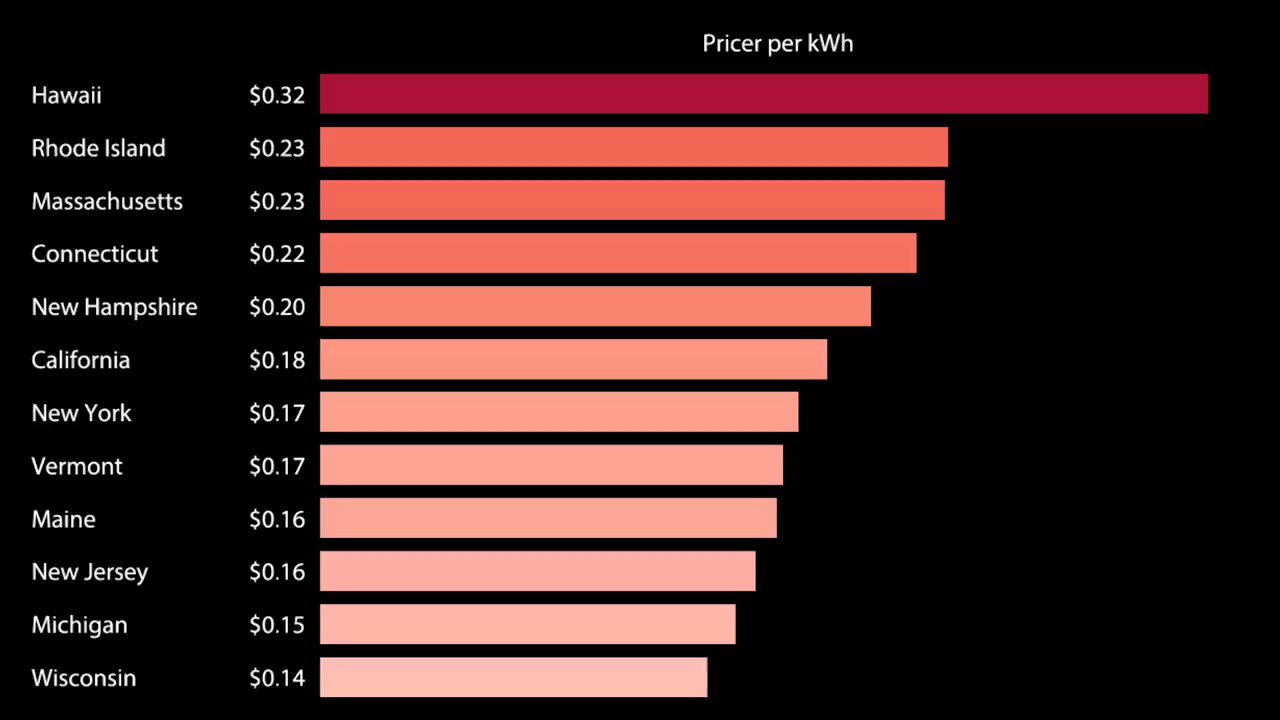 Pricer per kWh
Hawaii $0.32
Rhode Island $0.23
Massachusetts $0.23
Connecticut $0.22
New Hampshire $0.20
California $0.18
New York $0.17
Vermont $0.17
Maine $0.16
New Jersey $0.16
Michigan $0.15
Wisconsin $0.14